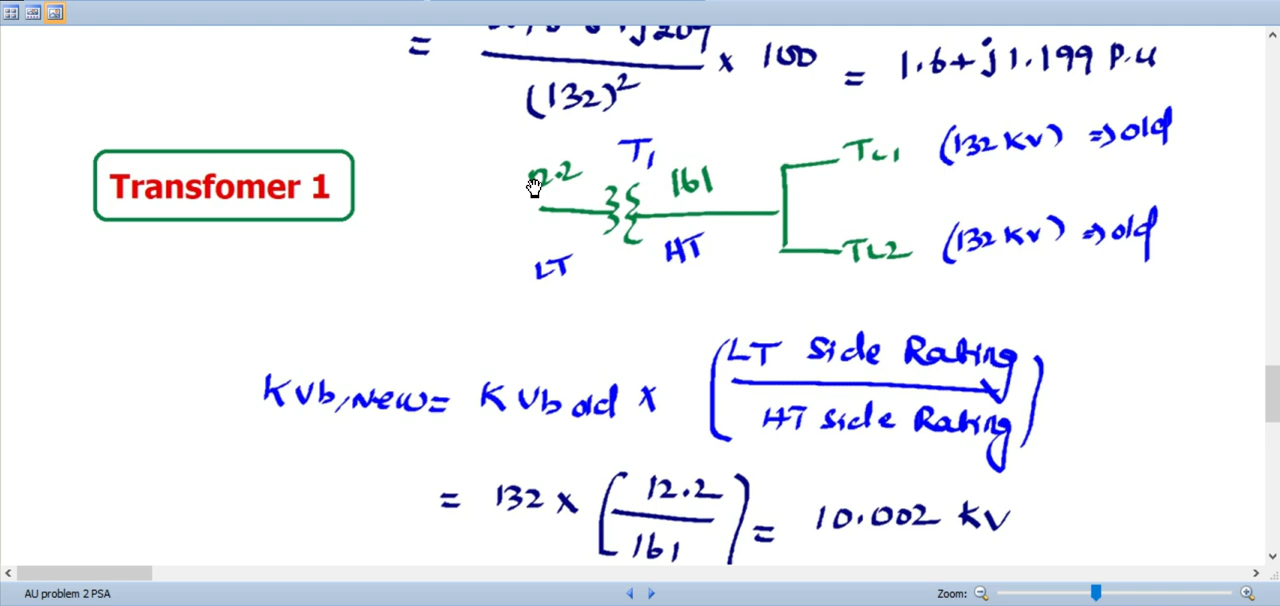 = (132)² × 100 = 1.6 + j 1.199 P.u
Transfomer 1
T1
2.2 161
LT HT
TL1 (132 KV) => old
TL2 (132 KV) => old
KVb,New = KVb old × (LT Side Rating / HT Side Rating)
= 132 × [12.2 / 161] = 10.002 KV
AU problem 2 PSA
Zoom: